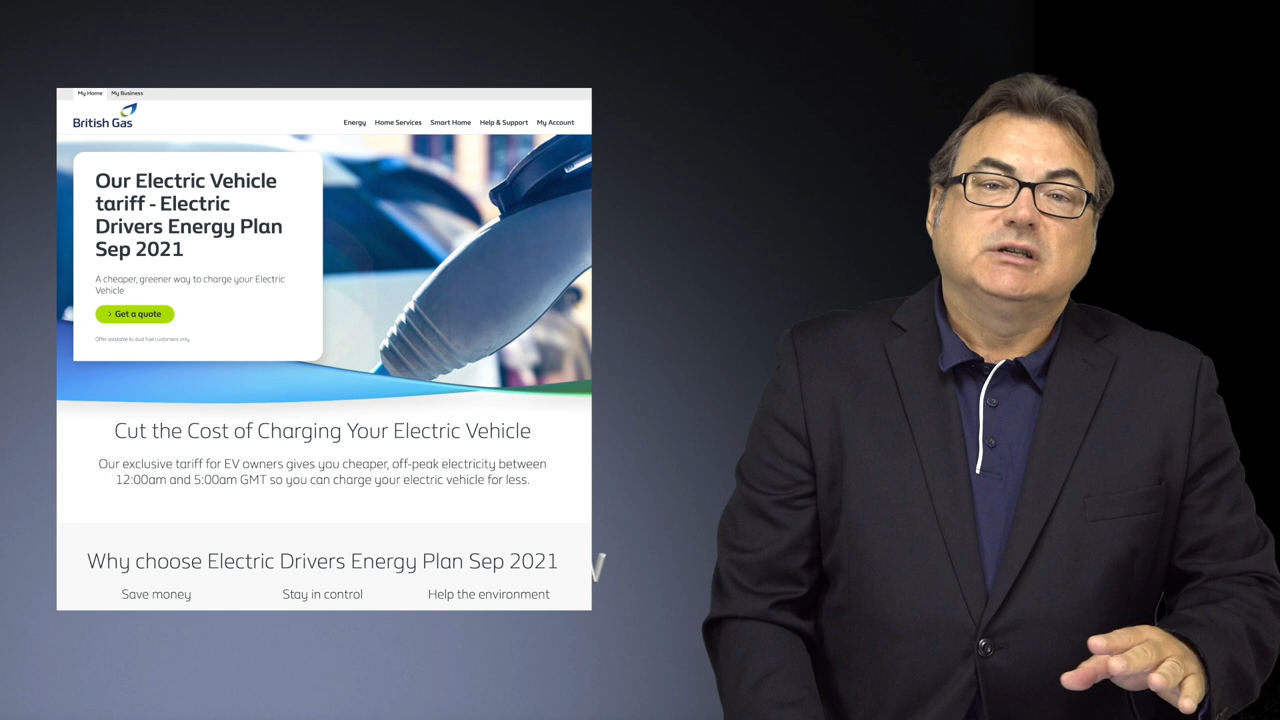 My Home My Business
British Gas
Energy Home Services Smart Home Help & Support My Account
Our Electric Vehicle
tariff - Electric
Drivers Energy Plan
Sep 2021
A cheaper, greener way to charge your Electric
Vehicle
Get a quote
Offer available to dual fuel customers only
Cut the Cost of Charging Your Electric Vehicle
Our exclusive tariff for EV owners gives you cheaper, off-peak electricity between
12:00am and 5:00am GMT so you can charge your electric vehicle for less.
Why choose Electric Drivers Energy Plan Sep 2021
Save money Stay in control Help the environment